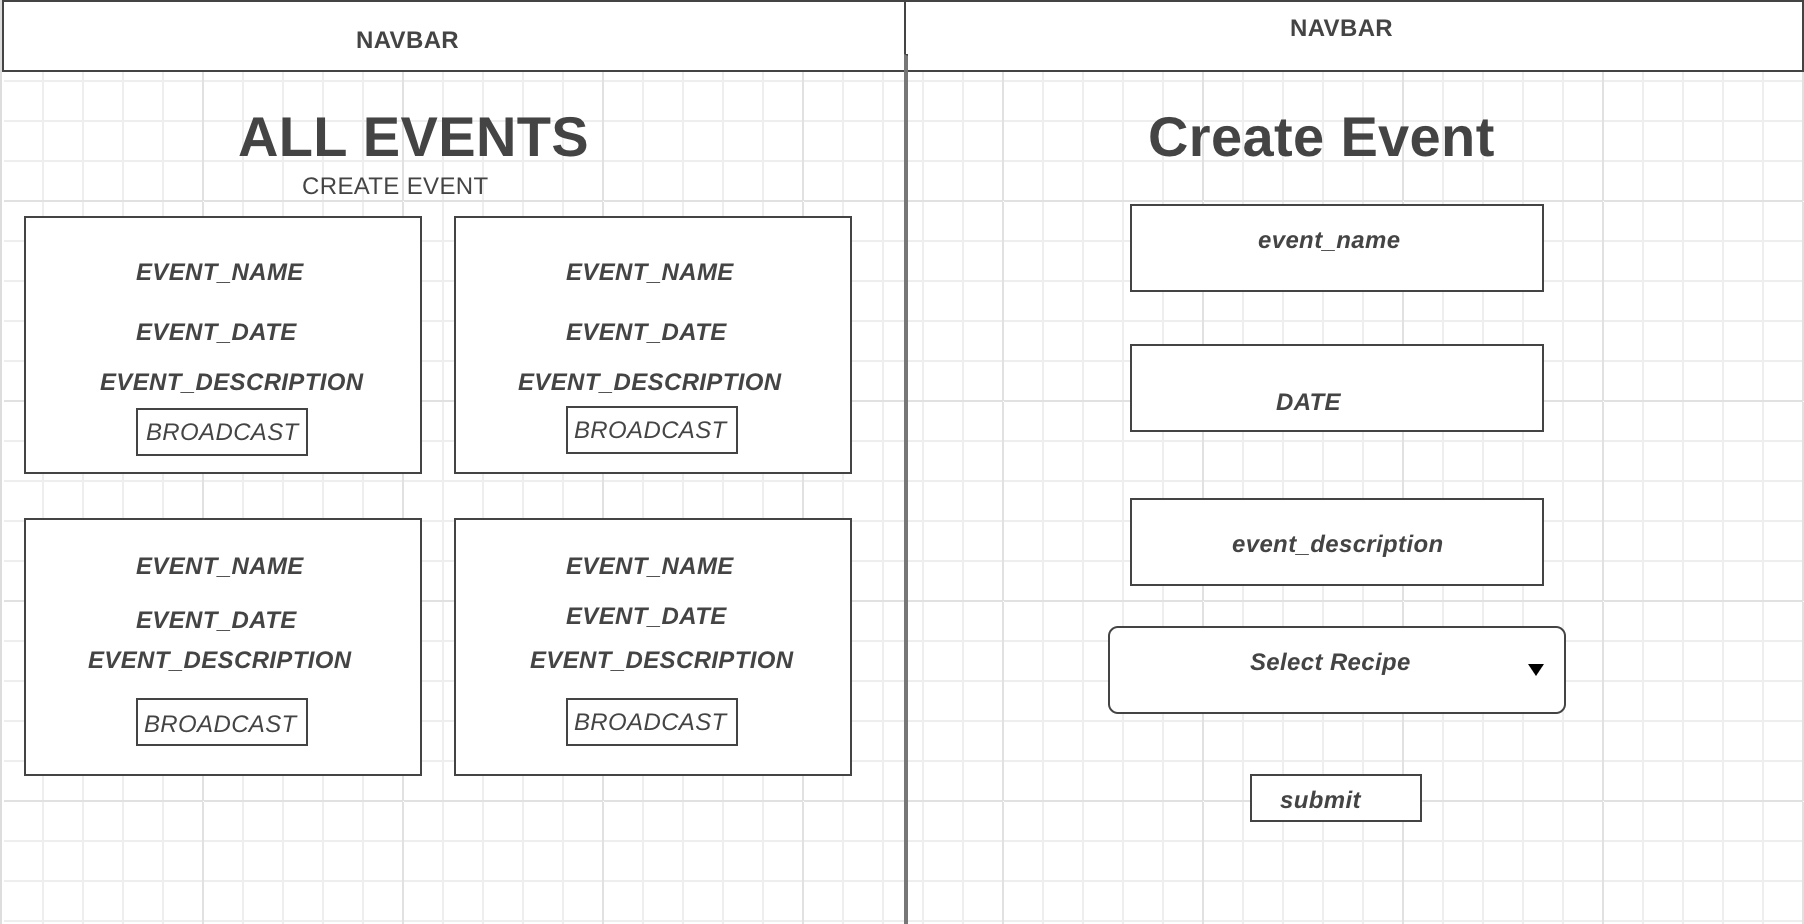 NAVBAR
ALL EVENTS
CREATE EVENT
EVENT_NAME
EVENT_DATE
EVENT_DESCRIPTION
BROADCAST
EVENT_NAME
EVENT_DATE
EVENT_DESCRIPTION
BROADCAST
EVENT_NAME
EVENT_DATE
EVENT_DESCRIPTION
BROADCAST
EVENT_NAME
EVENT_DATE
EVENT_DESCRIPTION
BROADCAST
NAVBAR
Create Event
event_name
DATE
event_description
Select Recipe
submit